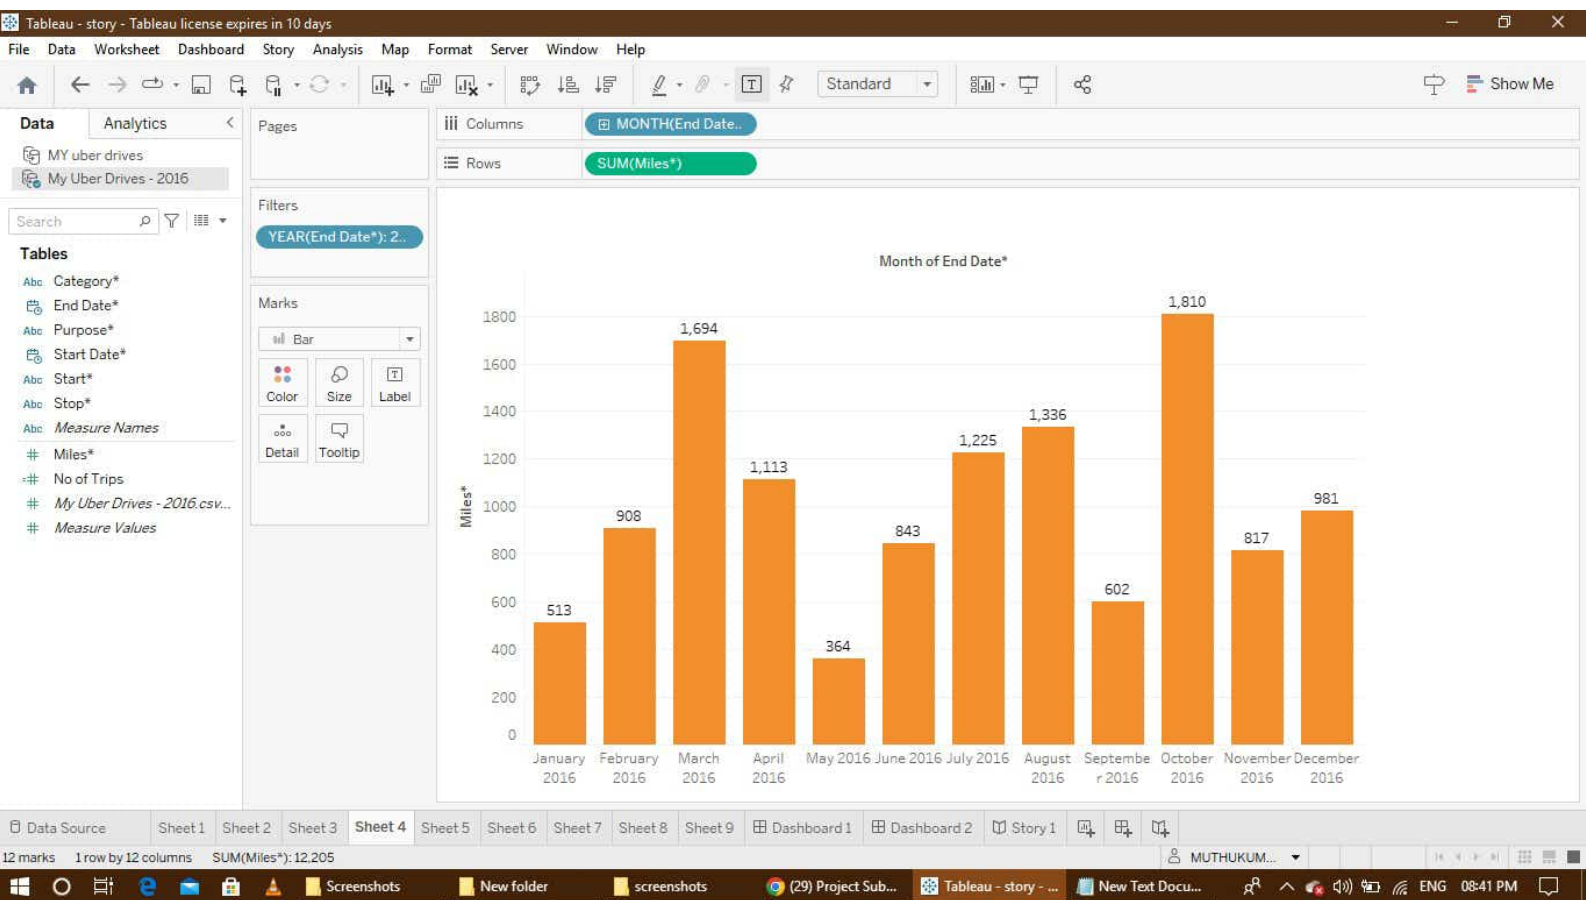 Tableau - story - Tableau license expires in 10 days
File Data Worksheet Dashboard Story Analysis Map Format Server Window Help
Standard
Show Me
Data Analytics
MY uber drives
My Uber Drives - 2016
Search
Tables
Abc Category*
End Date*
Abc Purpose*
Start Date*
Abc Start*
Abc Stop*
Abc Measure Names
# Miles*
=# No of Trips
# My Uber Drives - 2016.csv...
# Measure Values
Pages
Filters
YEAR(End Date*): 2..
Marks
Bar
Color Size Label
Detail Tooltip
iii Columns MONTH(End Date..
Rows SUM(Miles*)
Month of End Date*
Miles*
1800
1600
1400
1200
1000
800
600
400
200
0
513
908
1,694
1,113
364
843
1,225
1,336
602
1,810
817
981
January 2016
February 2016
March 2016
April 2016
May 2016
June 2016
July 2016
August 2016
Septembe
r 2016
October 2016
November 2016
December 2016
Data Source Sheet 1 Sheet 2 Sheet 3 Sheet 4 Sheet 5 Sheet 6 Sheet 7 Sheet 8 Sheet 9 Dashboard 1 Dashboard 2 Story 1
12 marks 1 row by 12 columns SUM(Miles*): 12,205
MUTHUKUM...
Screenshots New folder screenshots (29) Project Sub... Tableau - story - ... New Text Docu... ENG 08:41 PM